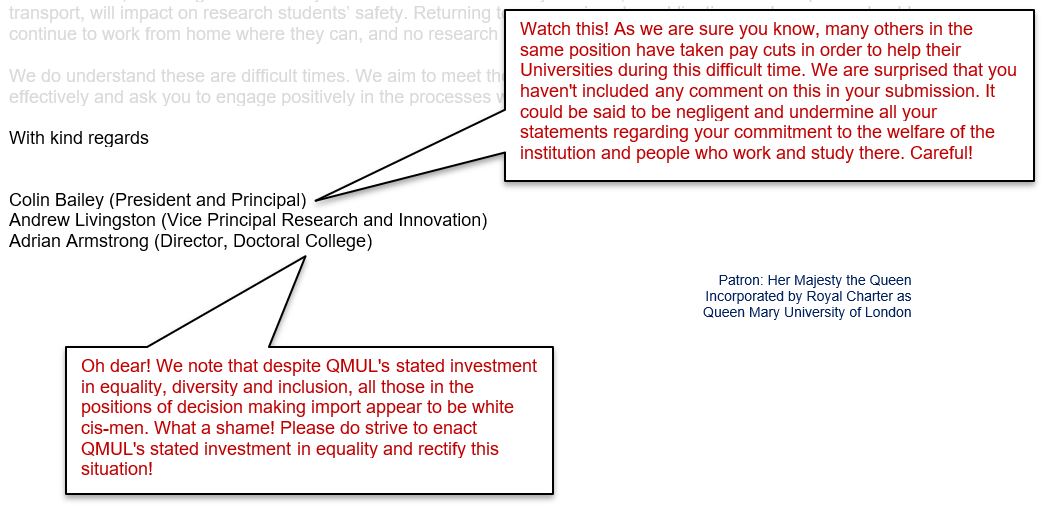 transport, will impact on research students' safety. Returning
continue to work from home where they can, and no research
We do understand these are difficult times. We aim to meet
effectively and ask you to engage positively in the processes
With kind regards
Colin Bailey (President and Principal)
Andrew Livingston (Vice Principal Research and Innovation)
Adrian Armstrong (Director, Doctoral College)
Watch this! As we are sure you know, many others in the
same position have taken pay cuts in order to help their
Universities during this difficult time. We are surprised that you
haven't included any comment on this in your submission. It
could be said to be negligent and undermine all your
statements regarding your commitment to the welfare of the
institution and people who work and study there. Careful!
Patron: Her Majesty the Queen
Incorporated by Royal Charter as
Queen Mary University of London
Oh dear! We note that despite QMUL's stated investment
in equality, diversity and inclusion, all those in the
positions of decision making import appear to be white
cis-men. What a shame! Please do strive to enact
QMUL's stated investment in equality and rectify this
situation!